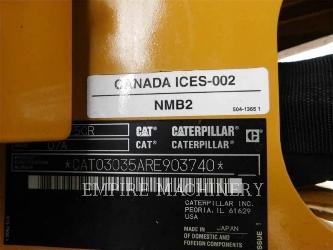 CANADA ICES-002
NMB2
504-1365 1
CAT® CATERPILLAR®
07A CAT® CATERPILLAR®
*CAT03035ARE903740*
EMPIRE MACHINERY
CATERPILLAR INC.
PEORIA, IL 61629
MADE IN JAPAN
OF DOMESTIC AND
FOREIGN COMPONENTS
ISSUE 1